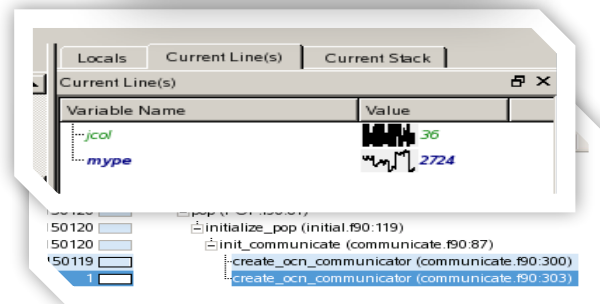 Locals Current Line(s) Current Stack
Current Line(s)
Variable Name Value
jcol 36
mype 2724
50120
50120 initialize_pop (initial.f90:119)
50120 init_communicate (communicate.f90:87)
50119 create_ocn_communicator (communicate.f90:300)
1 create_ocn_communicator (communicate.f90:303)